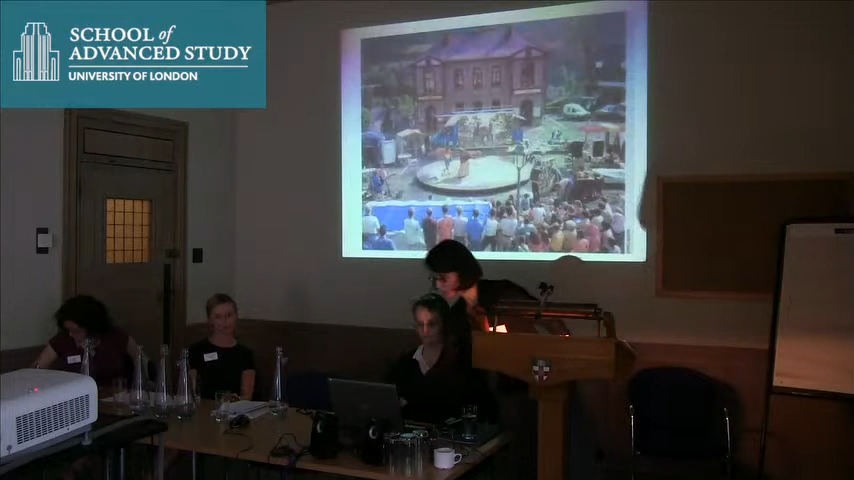 SCHOOL of
ADVANCED STUDY
UNIVERSITY OF LONDON